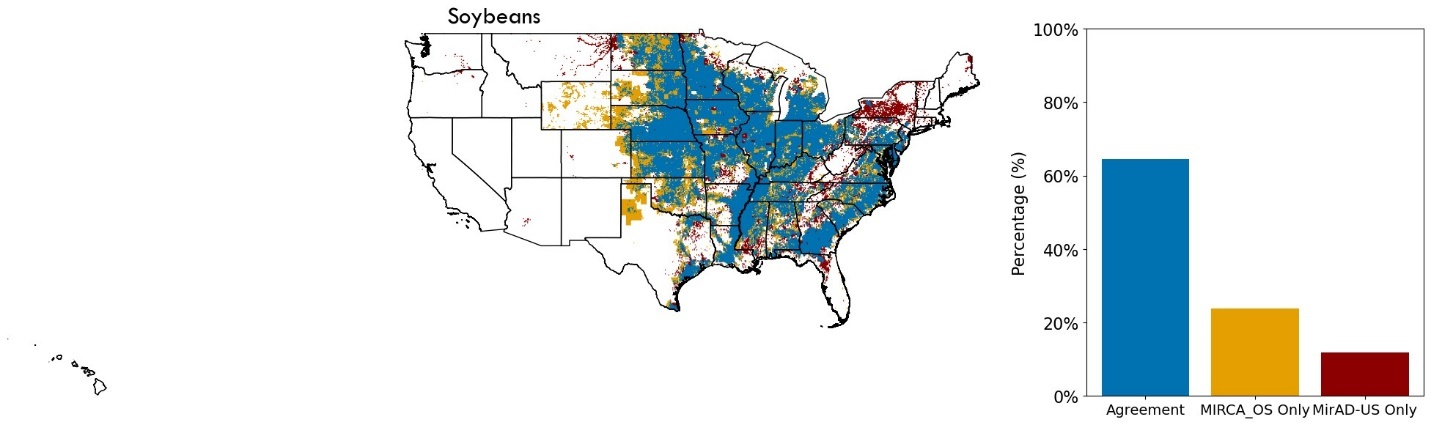 Soybeans
100%
80%
60%
40%
20%
0%
Percentage (%)
Agreement
MIRCA_OS Only
MirAD-US Only